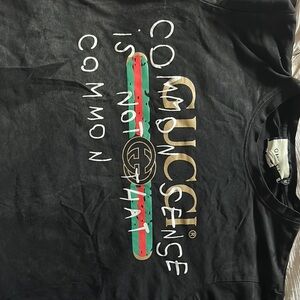 COMMON SENSE
IS NOT THAT
COMMON
GUCCI®